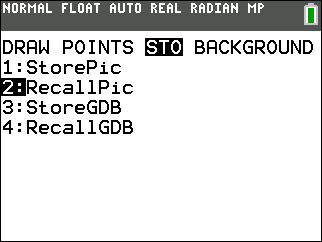 NORMAL FLOAT AUTO REAL RADIAN MP
DRAW POINTS STO BACKGROUND
1:StorePic
2:RecallPic
3:StoreGDB
4:RecallGDB